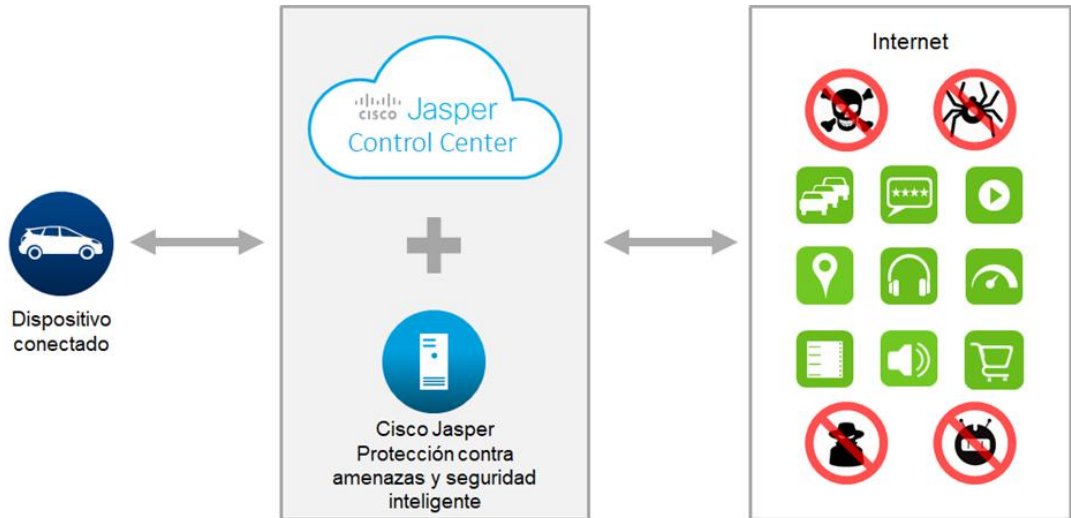 Dispositivo
conectado
cisco Jasper
Control Center
Cisco Jasper
Protección contra
amenazas y seguridad
inteligente
Internet